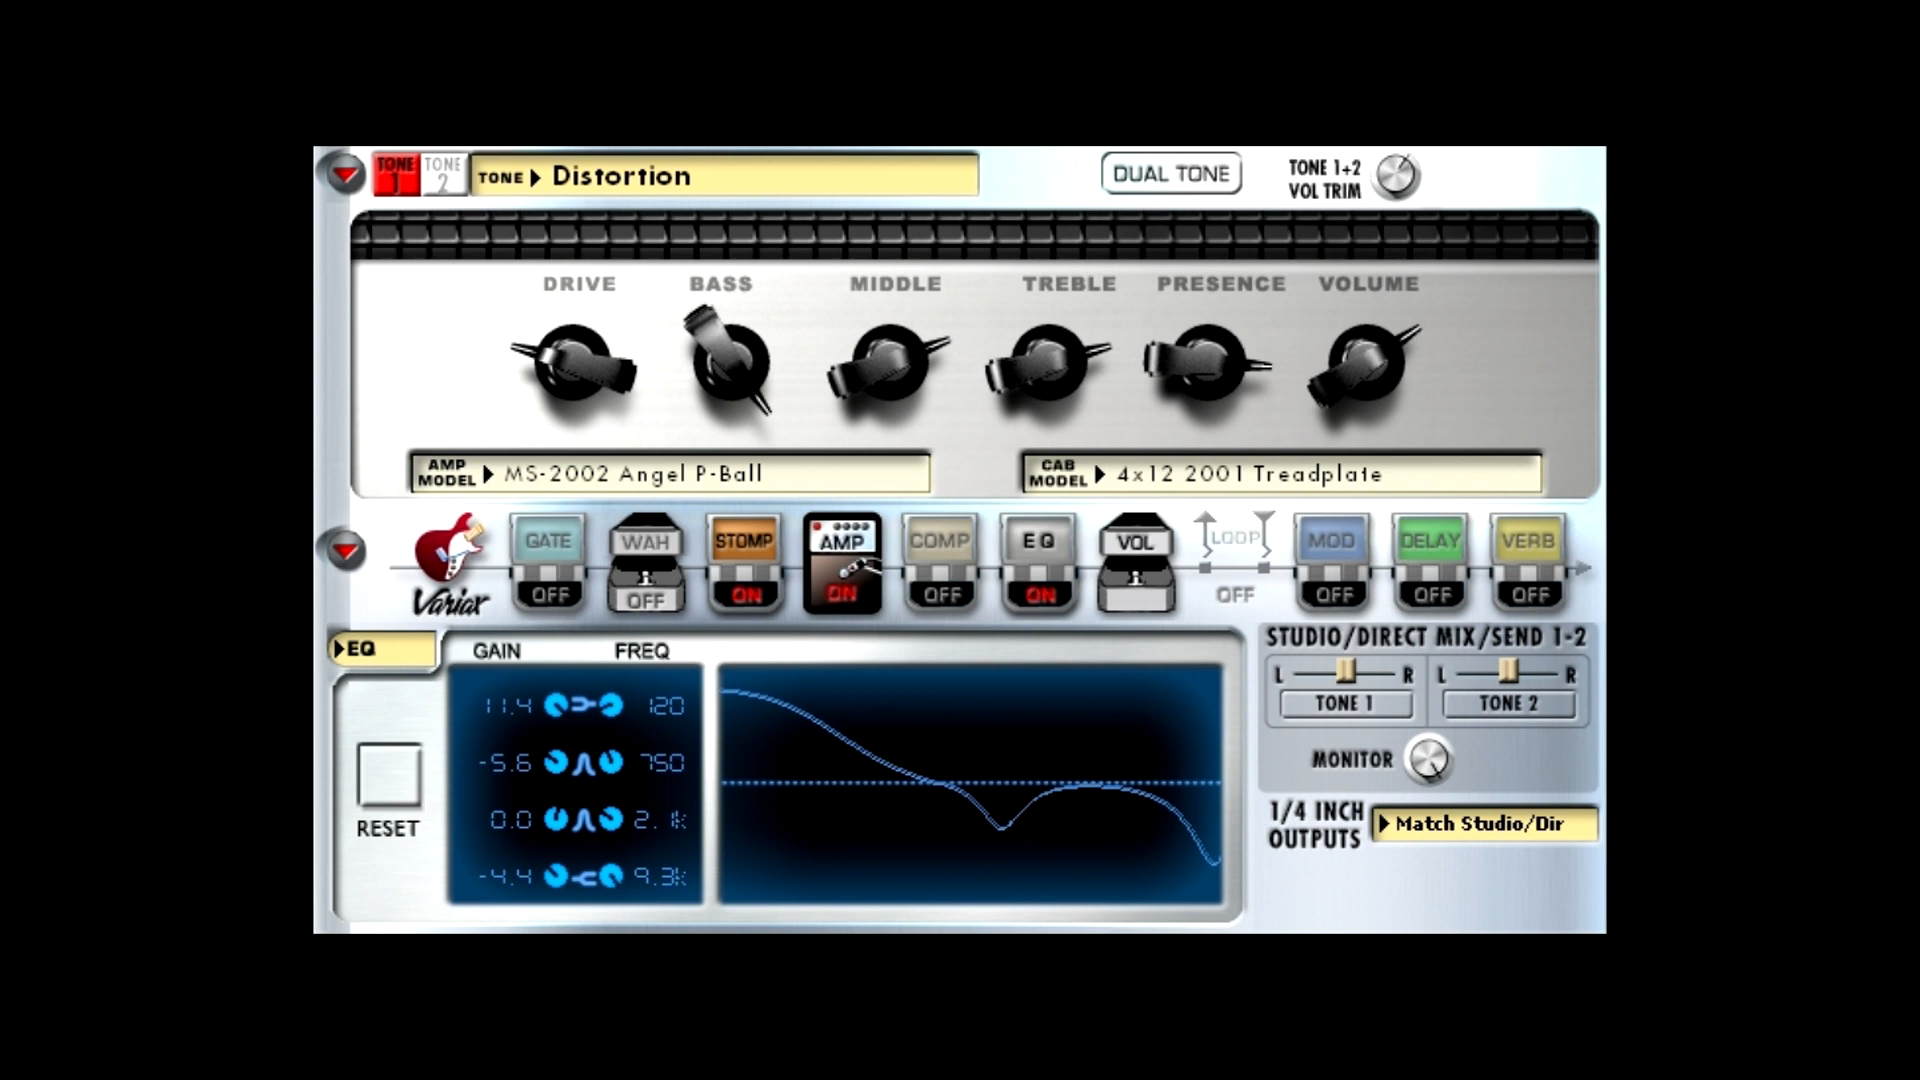 TONE 1 TONE 2 TONE Distortion DUAL TONE TONE 1+2 VOL TRIM
DRIVE BASS MIDDLE TREBLE PRESENCE VOLUME
AMP MODEL MS-2002 Angel P-Ball CAB MODEL 4x12 2001 Treadplate
GATE WAH STOMP AMP COMP EQ VOL LOOP MOD DELAY VERB
Variax OFF OFF ON ON OFF ON OFF OFF OFF OFF
EQ GAIN FREQ STUDIO/DIRECT MIX/SEND 1-2
L R L R
11.4 120 TONE 1 TONE 2
-5.6 750 MONITOR
0.0 2.1k 1/4 INCH OUTPUTS Match Studio/Dir
RESET
-4.4 9.3k